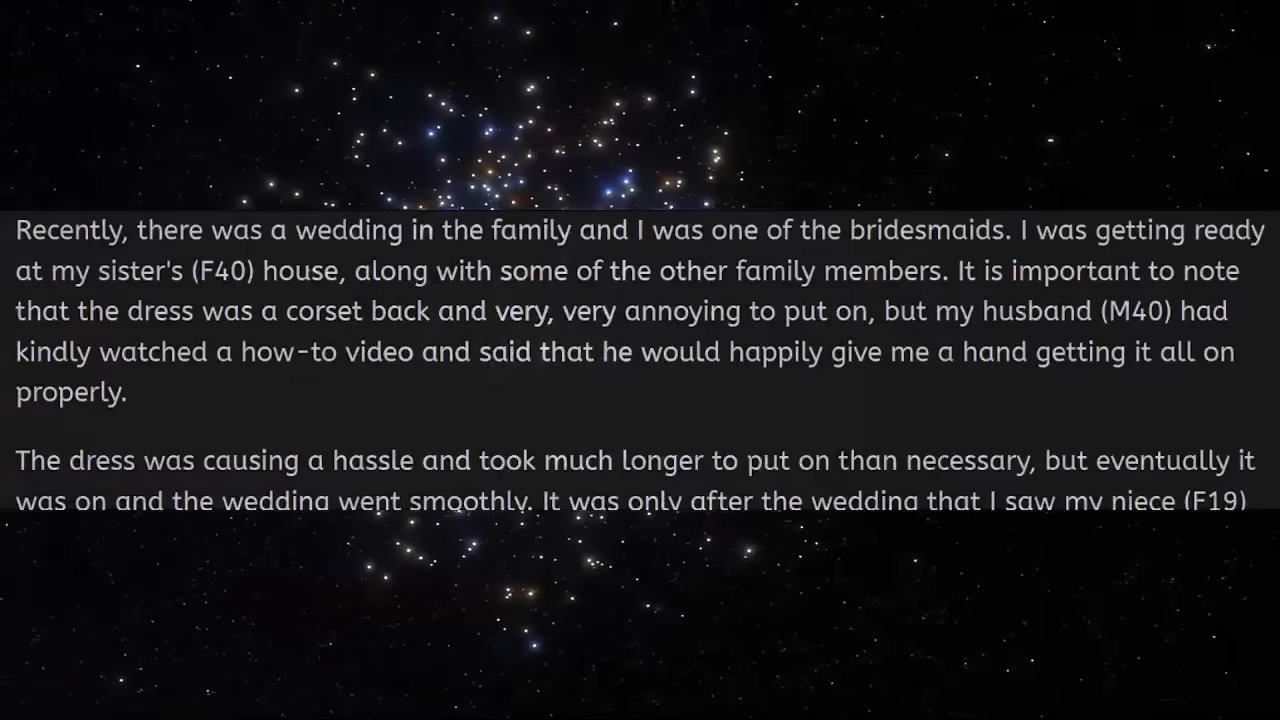 Recently, there was a wedding in the family and I was one of the bridesmaids. I was getting ready
at my sister's (F40) house, along with some of the other family members. It is important to note
that the dress was a corset back and very, very annoying to put on, but my husband (M40) had
kindly watched a how-to video and said that he would happily give me a hand getting it all on
properly.
The dress was causing a hassle and took much longer to put on than necessary, but eventually it
was on and the wedding went smoothly. It was only after the wedding that I saw my niece (F19)